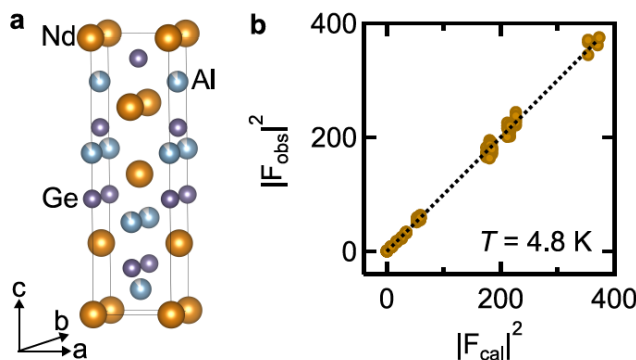 a
Nd
Al
Ge
c
b
a
b
400
200
0
|F_obs|^2
T = 4.8 K
0
200
400
|F_cal|^2